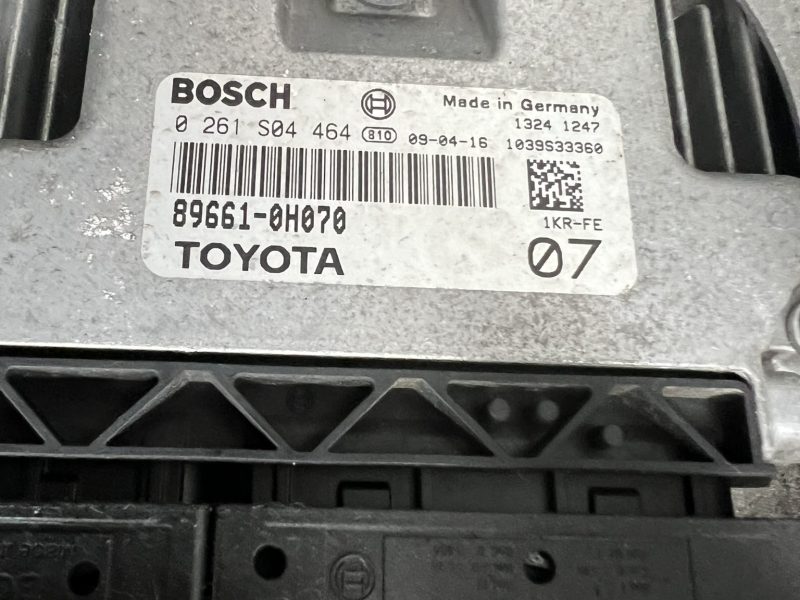 BOSCH Made in Germany
0 261 S04 464 810 09-04-16 1324 1247
1039S33360
89661-0H070 1KR-FE
TOYOTA 07